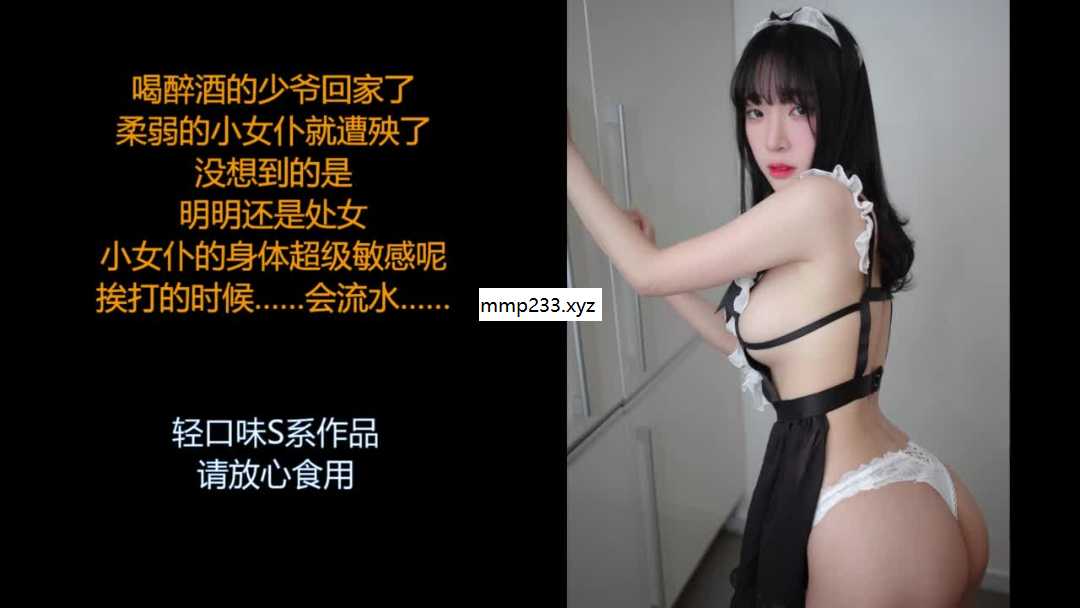 喝醉酒的少爷回家了
柔弱的小女仆就遭殃了
没想到的是
明明还是处女
小女仆的身体超级敏感呢
挨打的时候……会流水……
mmp233.xyz
轻口味S系作品
请放心食用